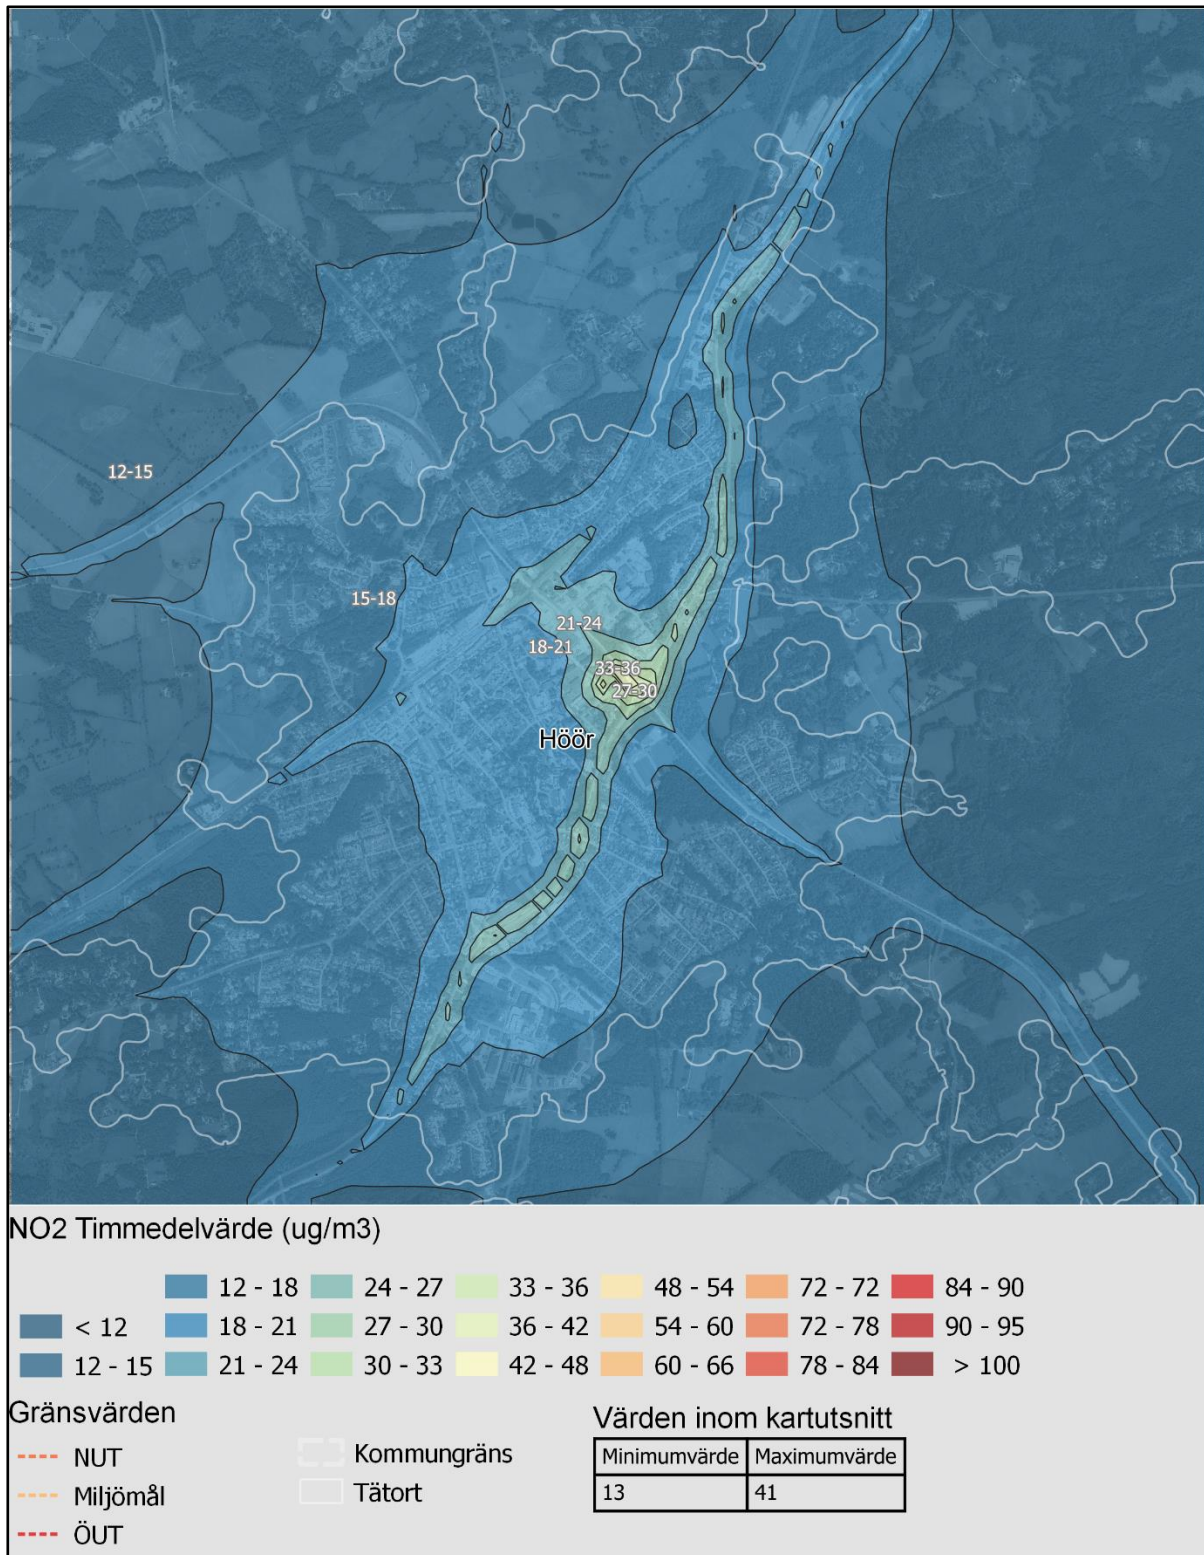 12-15
15-18
21-24
18-21
33-36
27-30
Höör
NO2 Timmedelvärde (ug/m3)
12 - 18 24 - 27 33 - 36 48 - 54 72 - 72 84 - 90
< 12 18 - 21 27 - 30 36 - 42 54 - 60 72 - 78 90 - 95
12 - 15 21 - 24 30 - 33 42 - 48 60 - 66 78 - 84 > 100
Gränsvärden
NUT
Miljömål
ÖUT
Kommungräns
Tätort
Värden inom kartutsnitt
Minimumvärde Maximumvärde
13 41